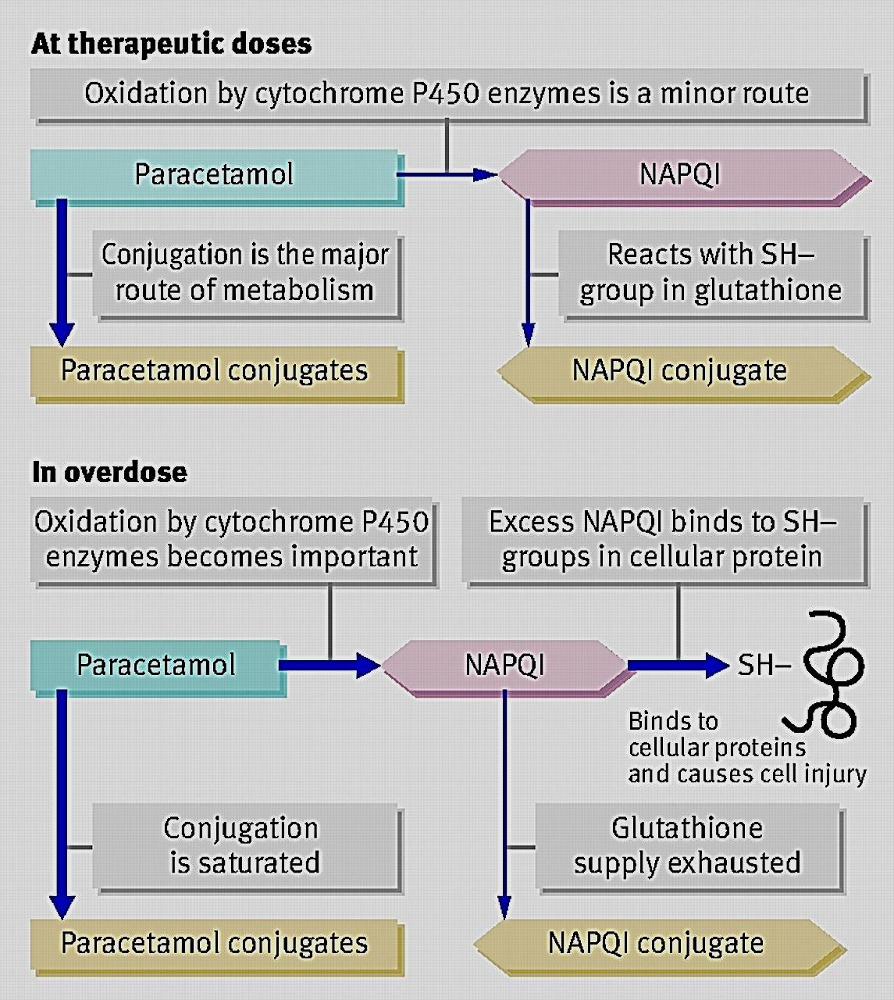 At therapeutic doses
Oxidation by cytochrome P450 enzymes is a minor route
Paracetamol
NAPQI
Conjugation is the major
route of metabolism
Reacts with SH–
group in glutathione
Paracetamol conjugates
NAPQI conjugate
In overdose
Oxidation by cytochrome P450
enzymes becomes important
Excess NAPQI binds to SH–
groups in cellular protein
Paracetamol
NAPQI
SH–
Binds to
cellular proteins
and causes cell injury
Conjugation
is saturated
Glutathione
supply exhausted
Paracetamol conjugates
NAPQI conjugate